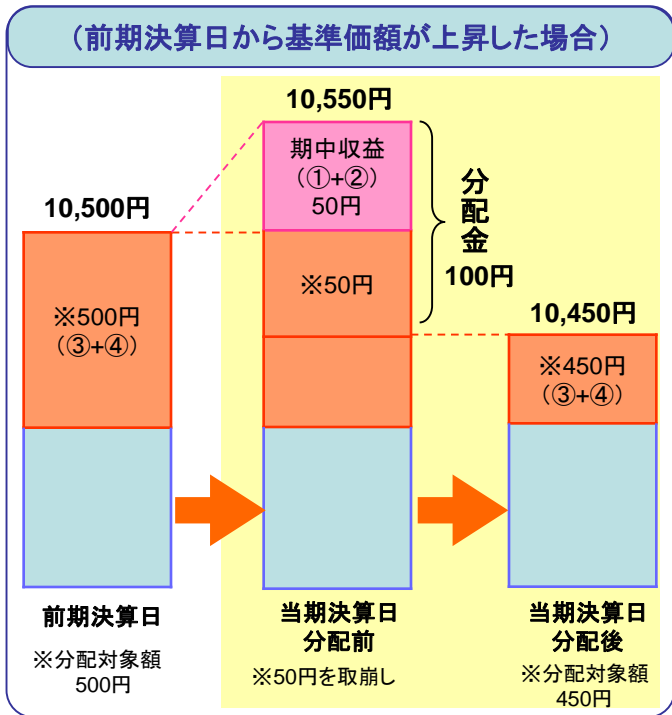 （前期決算日から基準価額が上昇した場合）
10,550円
期中収益
（①+②）
50円
分配金
100円
10,500円
※500円
（③+④）
※50円
10,450円
※450円
（③+④）
前期決算日
※分配対象額
500円
当期決算日
分配前
※50円を取崩し
当期決算日
分配後
※分配対象額
450円